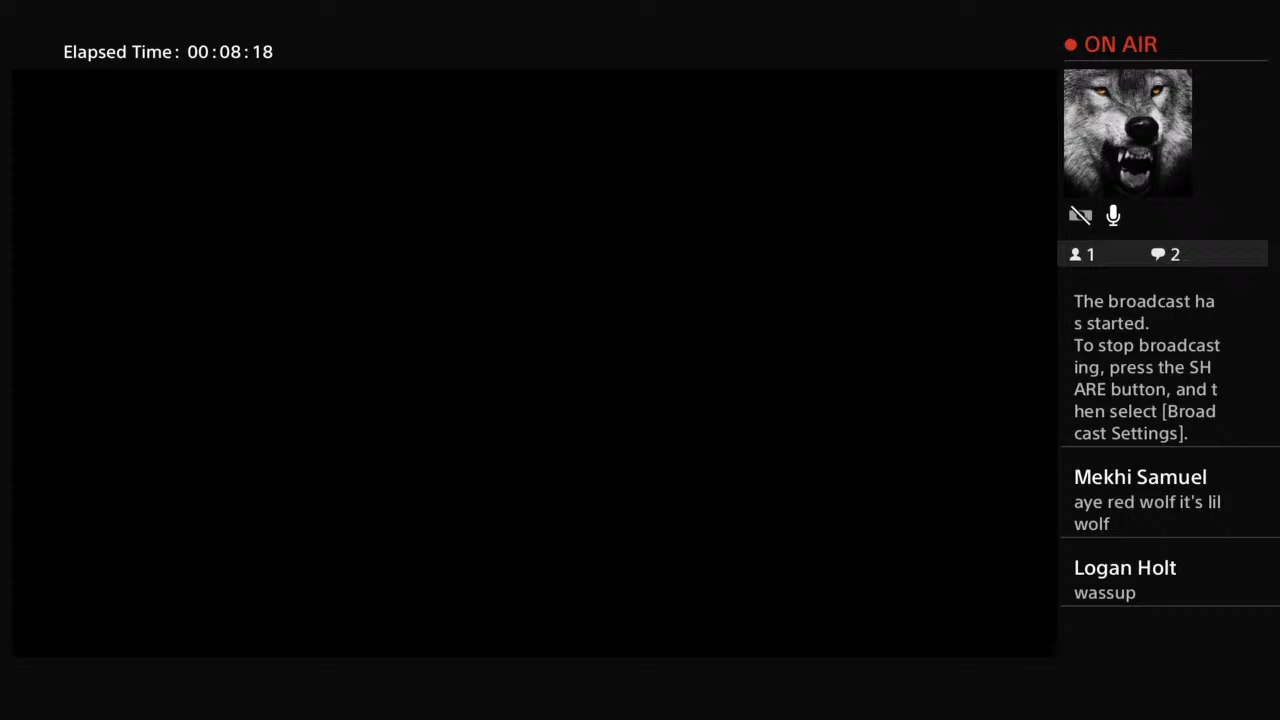 Elapsed Time: 00:08:18
ON AIR
1 2
The broadcast ha
s started.
To stop broadcast
ing, press the SH
ARE button, and t
hen select [Broad
cast Settings].
Mekhi Samuel
aye red wolf it's lil
wolf
Logan Holt
wassup